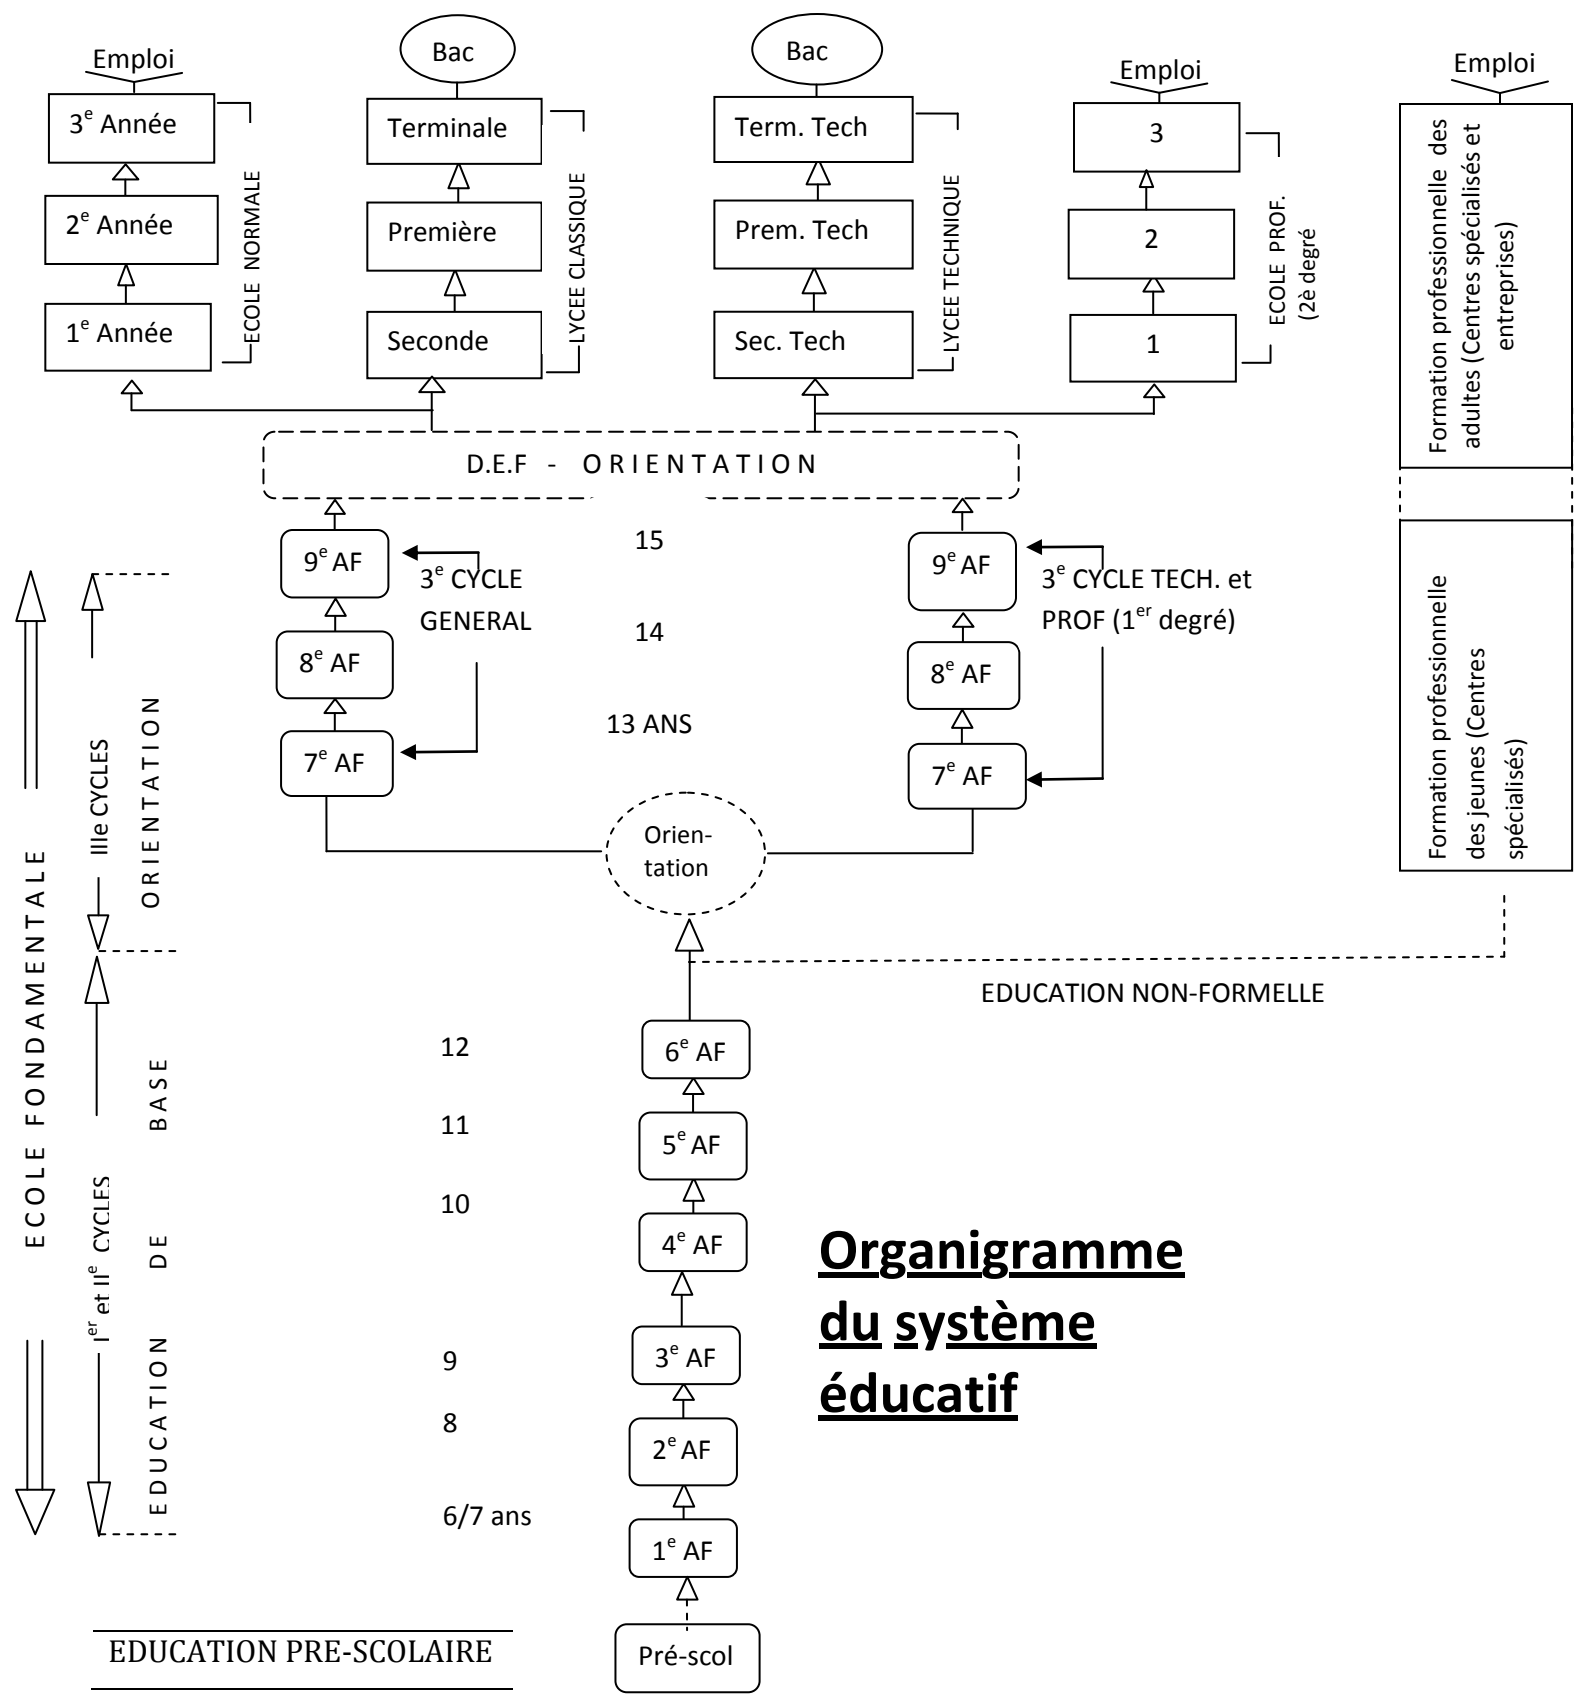 Emploi
Bac
Bac
Emploi
Emploi
3e Année
Terminale
Term. Tech
3
2e Année
Première
Prem. Tech
2
1e Année
Seconde
Sec. Tech
1
ECOLE NORMALE
LYCEE CLASSIQUE
LYCEE TECHNIQUE
ECOLE PROF.
(2è degré
Formation professionnelle des
adultes (Centres spécialisés et
entreprises)
D.E.F - ORIENTATION
9e AF
3e CYCLE
GENERAL
15
9e AF
3e CYCLE TECH. et
PROF (1er degré)
8e AF
14
8e AF
7e AF
13 ANS
7e AF
Formation professionnelle
des jeunes (Centres
spécialisés)
Orien-
tation
ECOLE FONDAMENTALE
IIIe CYCLES
ORIENTATION
EDUCATION NON-FORMELLE
Ier et IIe CYCLES
EDUCATION DE BASE
12
6e AF
11
5e AF
10
4e AF
Organigramme
du système
éducatif
9
3e AF
8
2e AF
6/7 ans
1e AF
EDUCATION PRE-SCOLAIRE
Pré-scol